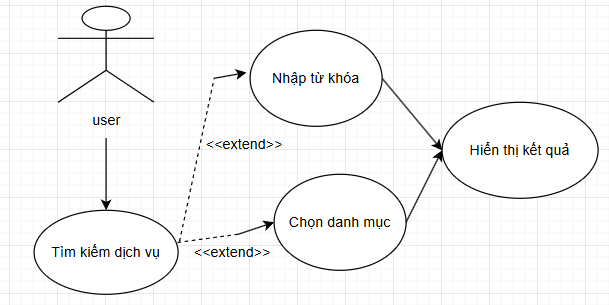 Nhập từ khóa
user
<<extend>>
Hiển thị kết quả
Chọn danh mục
Tìm kiếm dịch vụ
<<extend>>